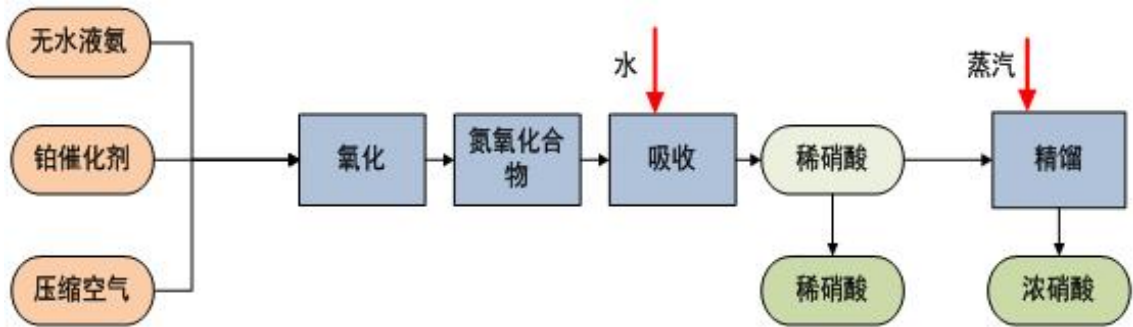 无水液氨
铂催化剂
压缩空气
氧化
氮氧化合
物
水
吸收
稀硝酸
稀硝酸
蒸汽
精馏
浓硝酸